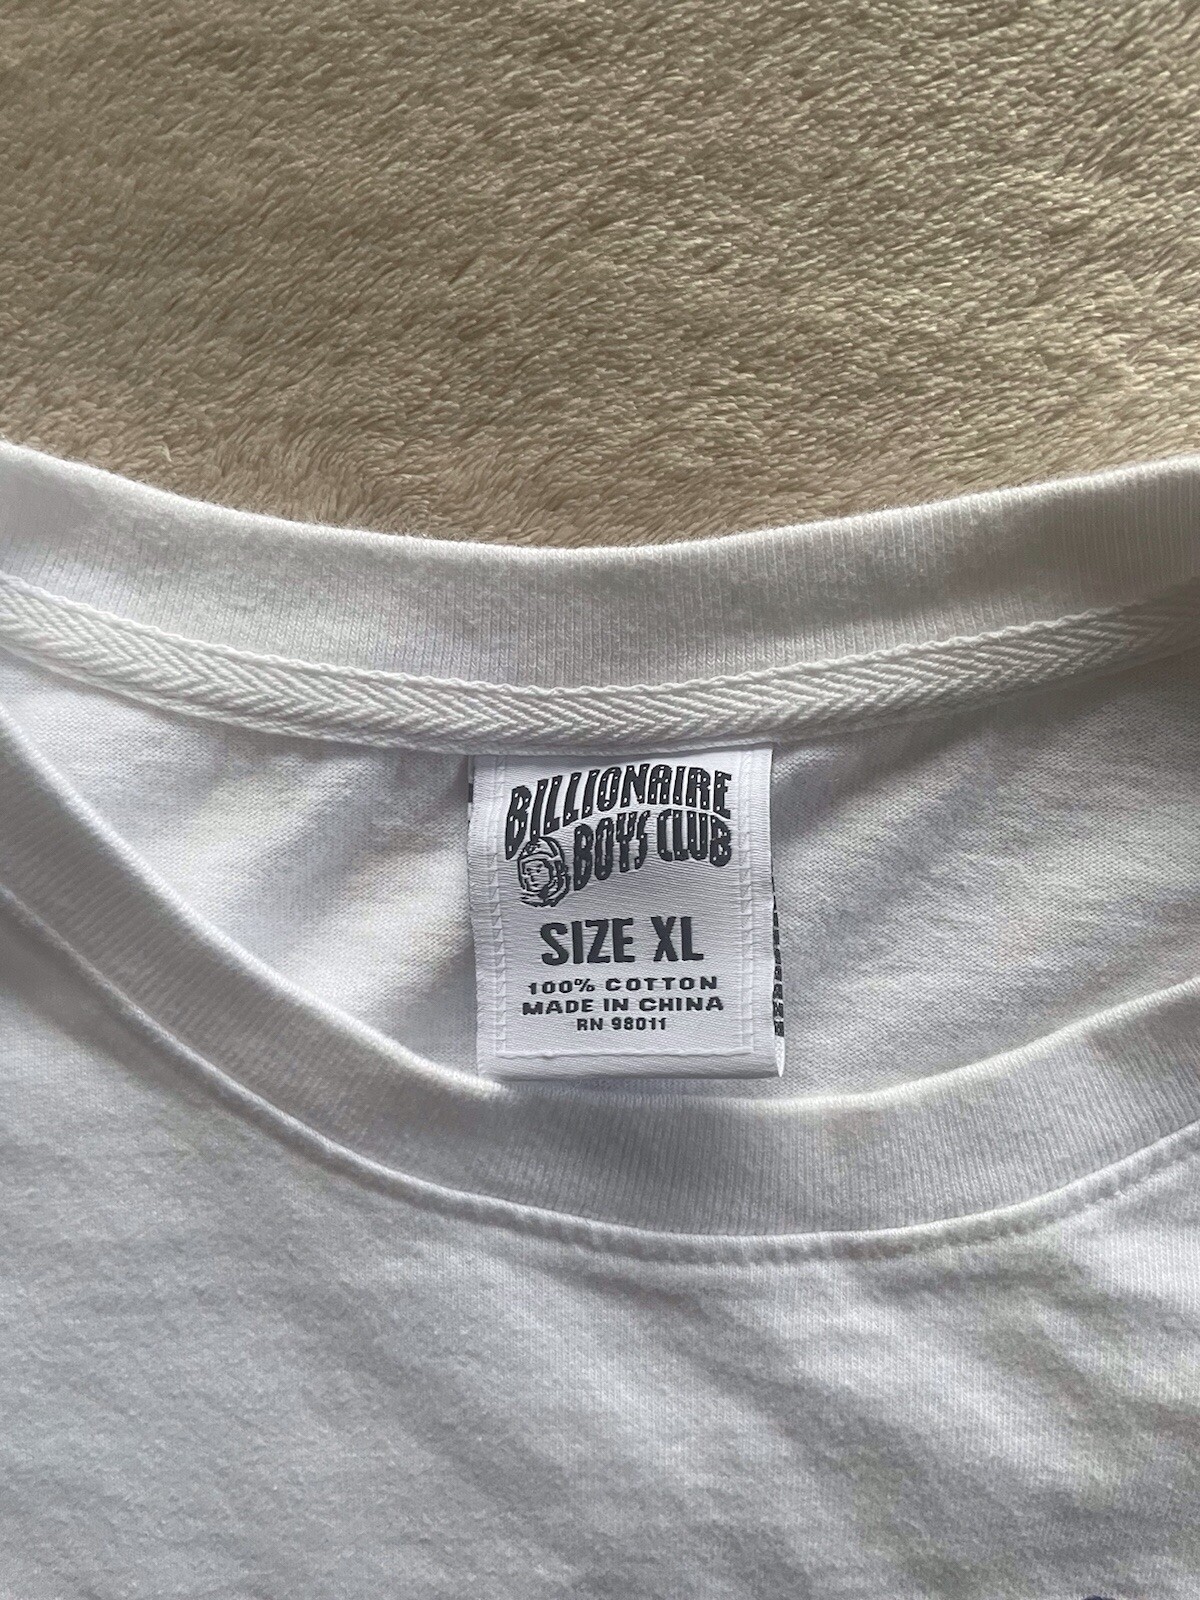 BILLIONAIRE
BOYS CLUB
SIZE XL
100% COTTON
MADE IN CHINA
RN 98011